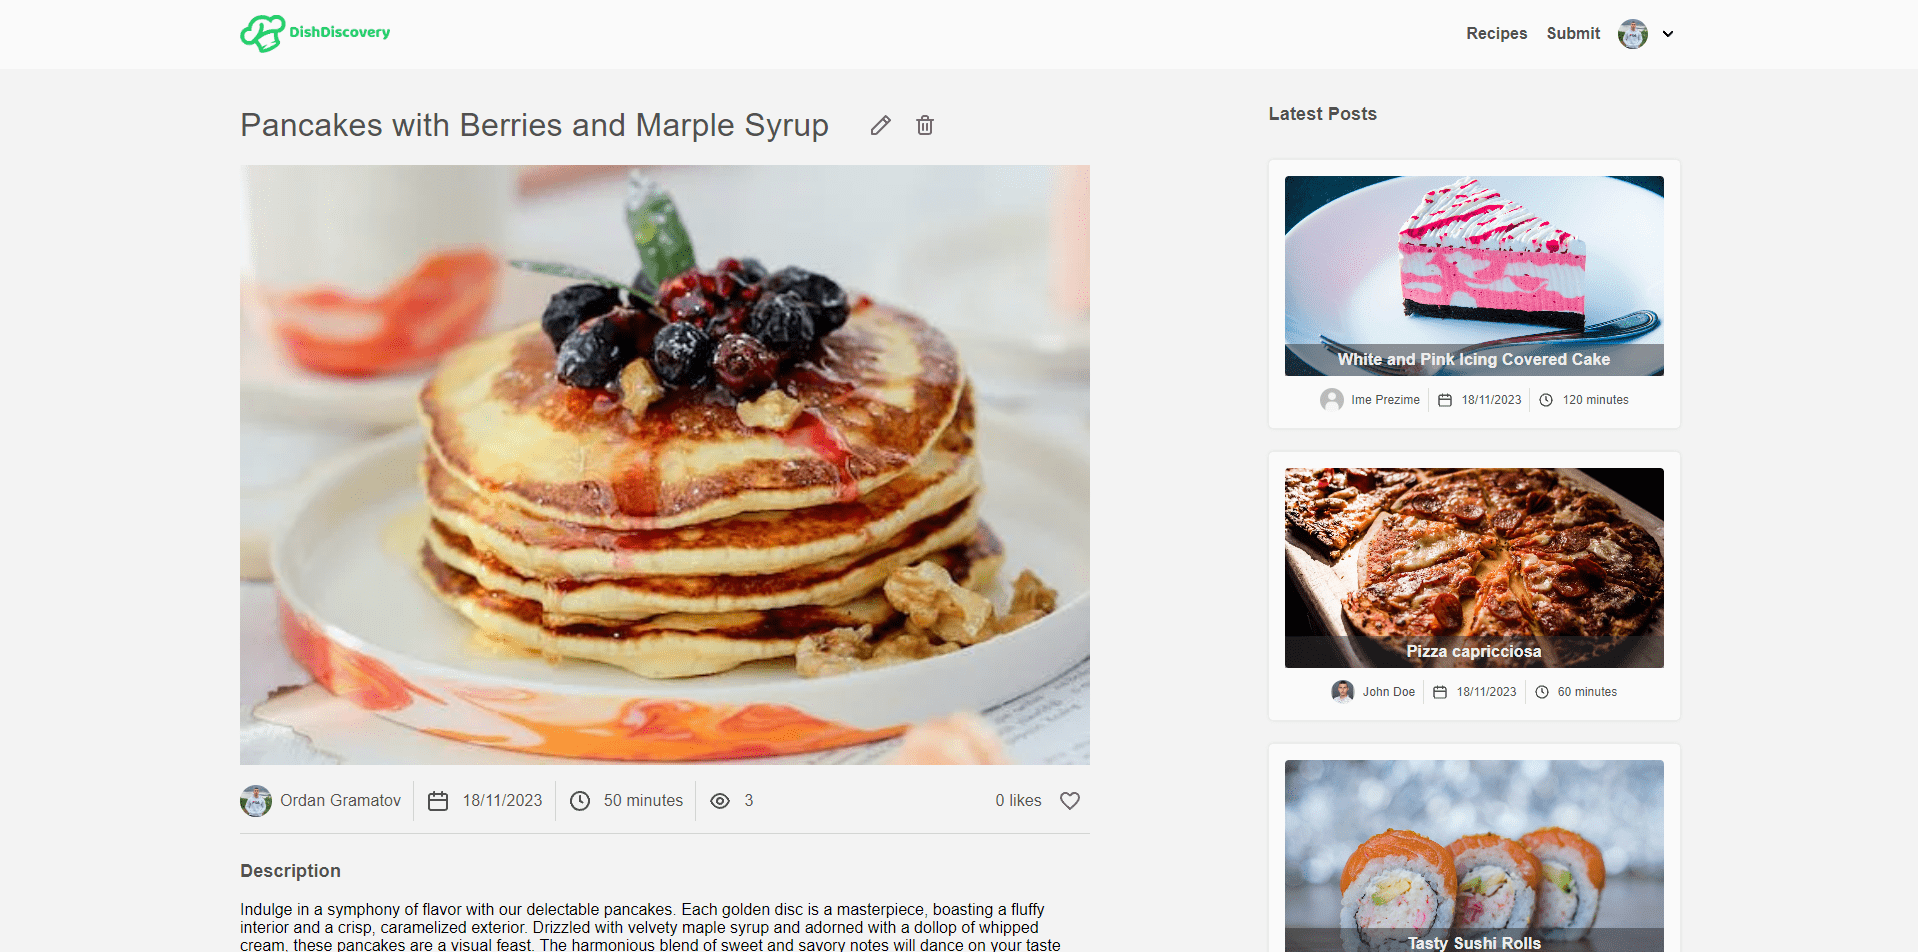 DishDiscovery
Recipes Submit
Pancakes with Berries and Marple Syrup
Ordan Gramatov 18/11/2023 50 minutes 3 0 likes
Description
Indulge in a symphony of flavor with our delectable pancakes. Each golden disc is a masterpiece, boasting a fluffy
interior and a crisp, caramelized exterior. Drizzled with velvety maple syrup and adorned with a dollop of whipped
cream, these pancakes are a visual feast. The harmonious blend of sweet and savory notes will dance on your taste
Latest Posts
White and Pink Icing Covered Cake
Ime Prezime 18/11/2023 120 minutes
Pizza capricciosa
John Doe 18/11/2023 60 minutes
Tasty Sushi Rolls